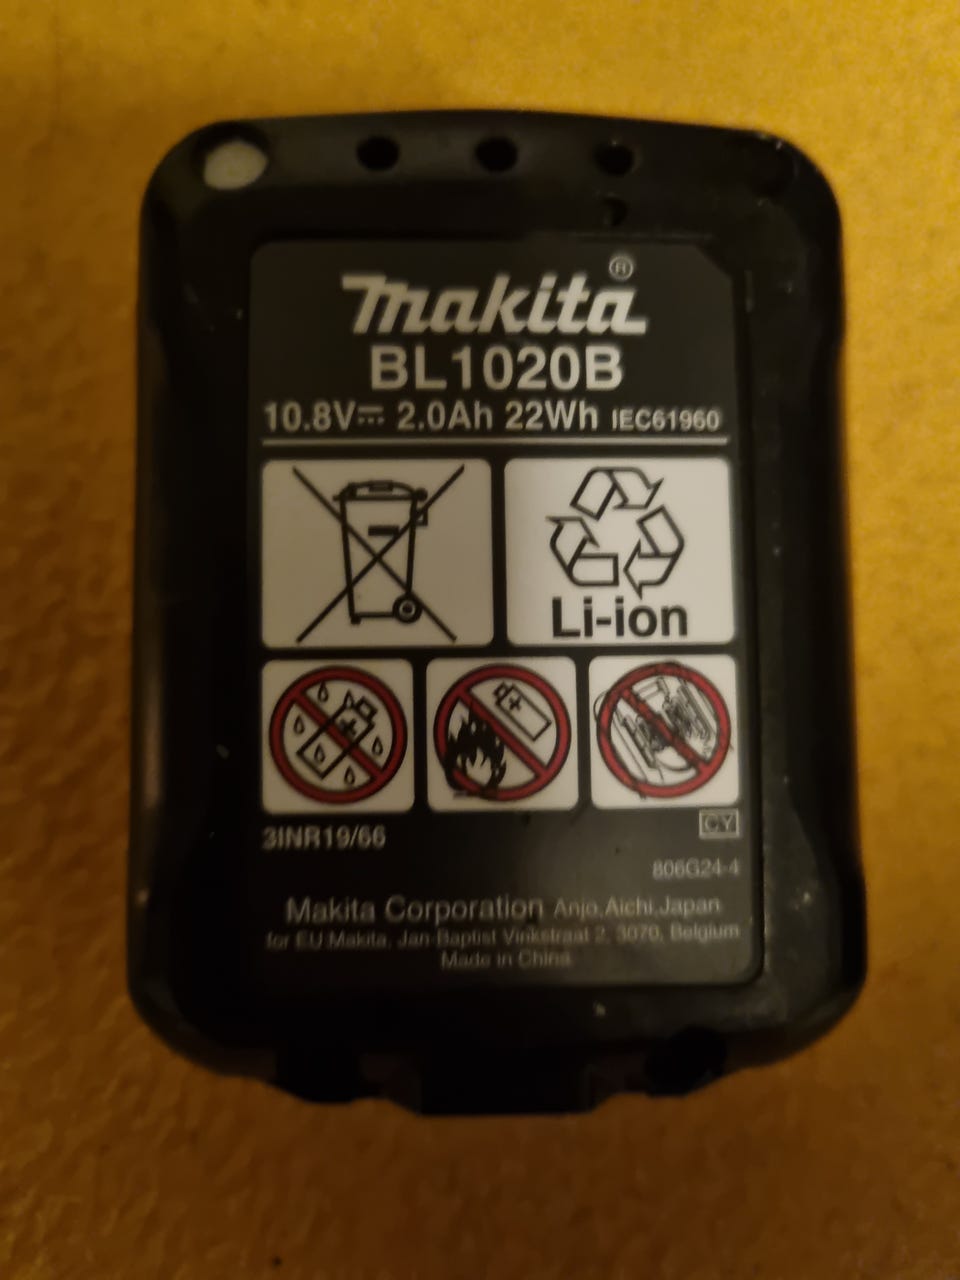 makita®
BL1020B
10.8V⎓ 2.0Ah 22Wh IEC61960
Li-ion
3INR19/66
CY
806G24-4
Makita Corporation Anjo,Aichi,Japan
for EU:Makita, Jan-Baptist Vinkstraat 2, 3070, Belgium
Made in China